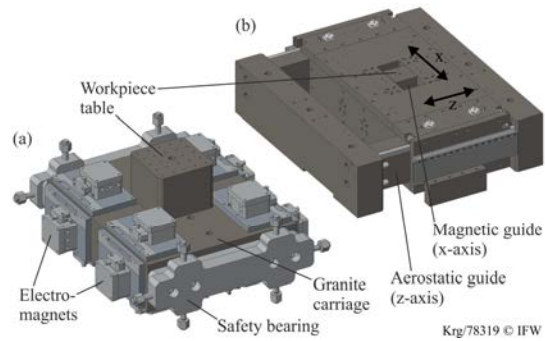 (b)
Workpiece
table
x
z
(a)
Magnetic guide
(x-axis)
Aerostatic guide
(z-axis)
Granite
carriage
Electro-
magnets
Safety bearing
Krg/78319 © IFW